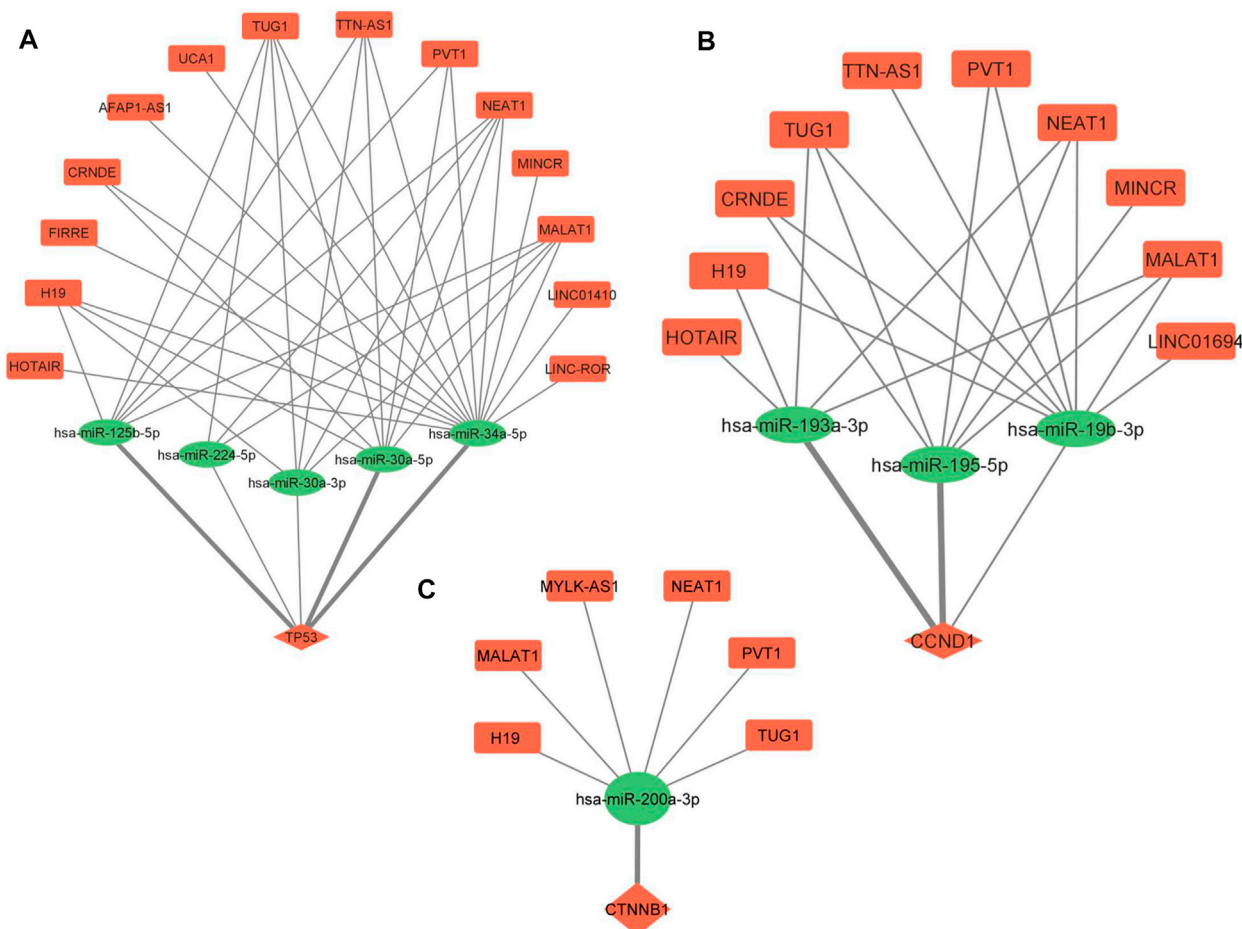 A
TUG1
TTN-AS1
UCA1
PVT1
AFAP1-AS1
NEAT1
CRNDE
MINCR
FIRRE
MALAT1
H19
LINC01410
HOTAIR
LINC-ROR
hsa-miR-125b-5p
hsa-miR-224-5p
hsa-miR-30a-3p
hsa-miR-30a-5p
hsa-miR-34a-5p
TP53
B
TTN-AS1
PVT1
TUG1
NEAT1
CRNDE
MINCR
H19
MALAT1
HOTAIR
LINC01694
hsa-miR-193a-3p
hsa-miR-195-5p
hsa-miR-19b-3p
CCND1
C
MYLK-AS1
NEAT1
MALAT1
PVT1
H19
TUG1
hsa-miR-200a-3p
CTNNB1